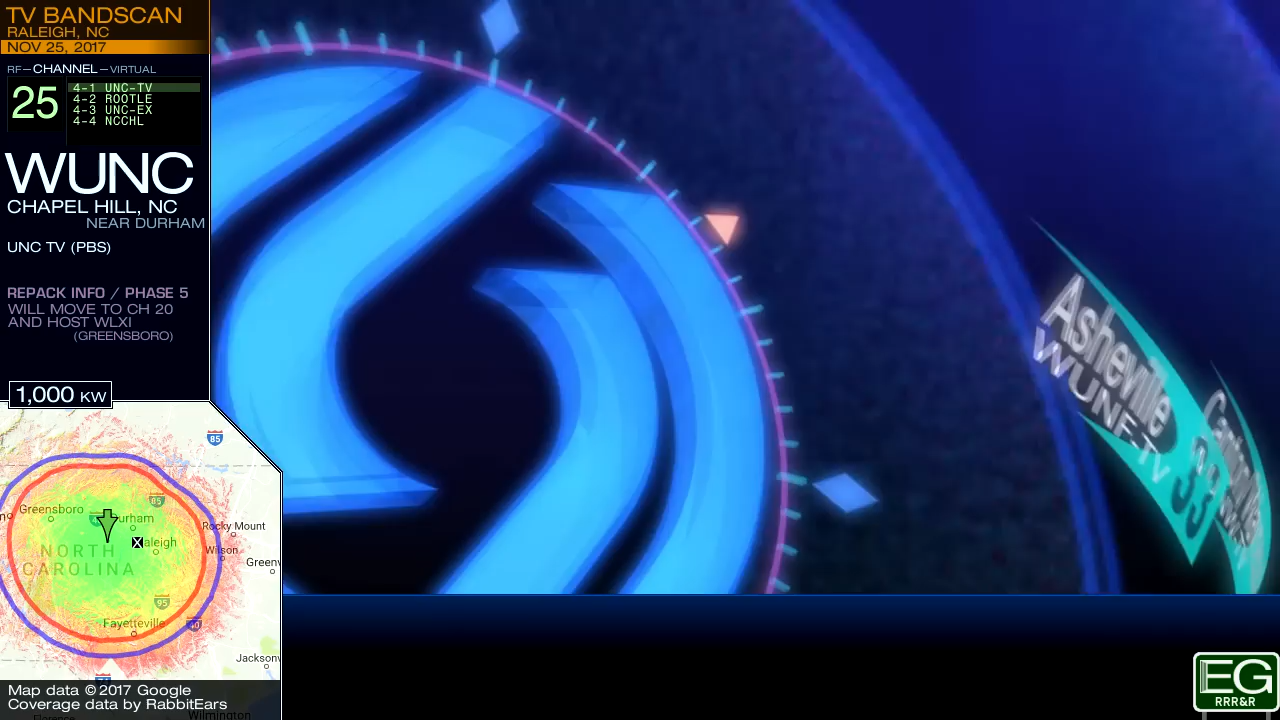 TV BANDSCAN
RALEIGH, NC
NOV 25, 2017
RF–CHANNEL–VIRTUAL
25
4-1 UNC-TV
4-2 ROOTLE
4-3 UNC-EX
4-4 NCCHL
WUNC
CHAPEL HILL, NC
NEAR DURHAM
UNC TV (PBS)
REPACK INFO / PHASE 5
WILL MOVE TO CH 20
AND HOST WLXI
(GREENSBORO)
1,000 KW
85
85
Greensboro
Durham
Rocky Mount
Raleigh
Wilson
NORTH
CAROLINA
Greenv
95
Fayetteville
40
Jacksonv
Map data ©2017 Google
Coverage data by RabbitEars
Florence
Wilmington
Asheville
WUNF-TV
33
EG
RRR&R